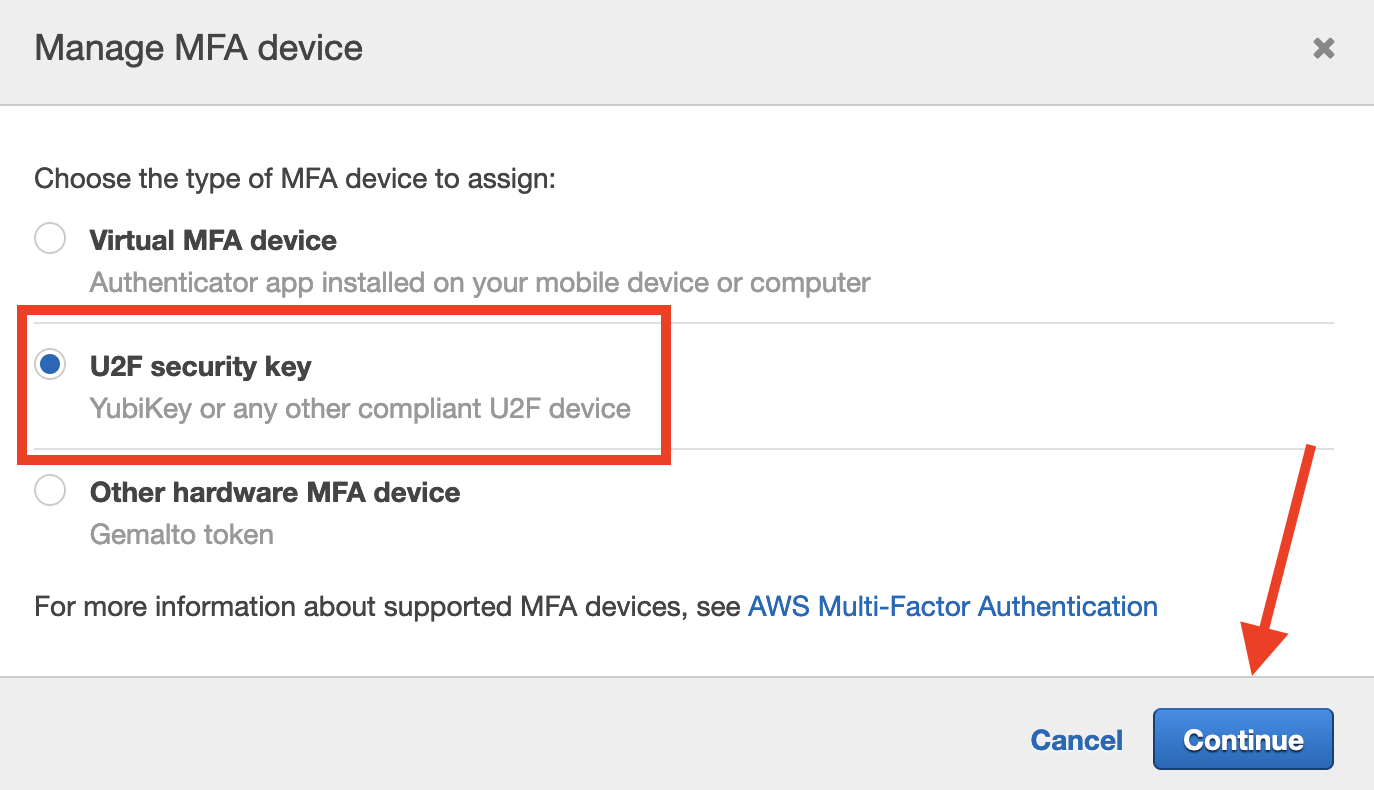 Manage MFA device
Choose the type of MFA device to assign:
Virtual MFA device
Authenticator app installed on your mobile device or computer
U2F security key
YubiKey or any other compliant U2F device
Other hardware MFA device
Gemalto token
For more information about supported MFA devices, see AWS Multi-Factor Authentication
Cancel Continue